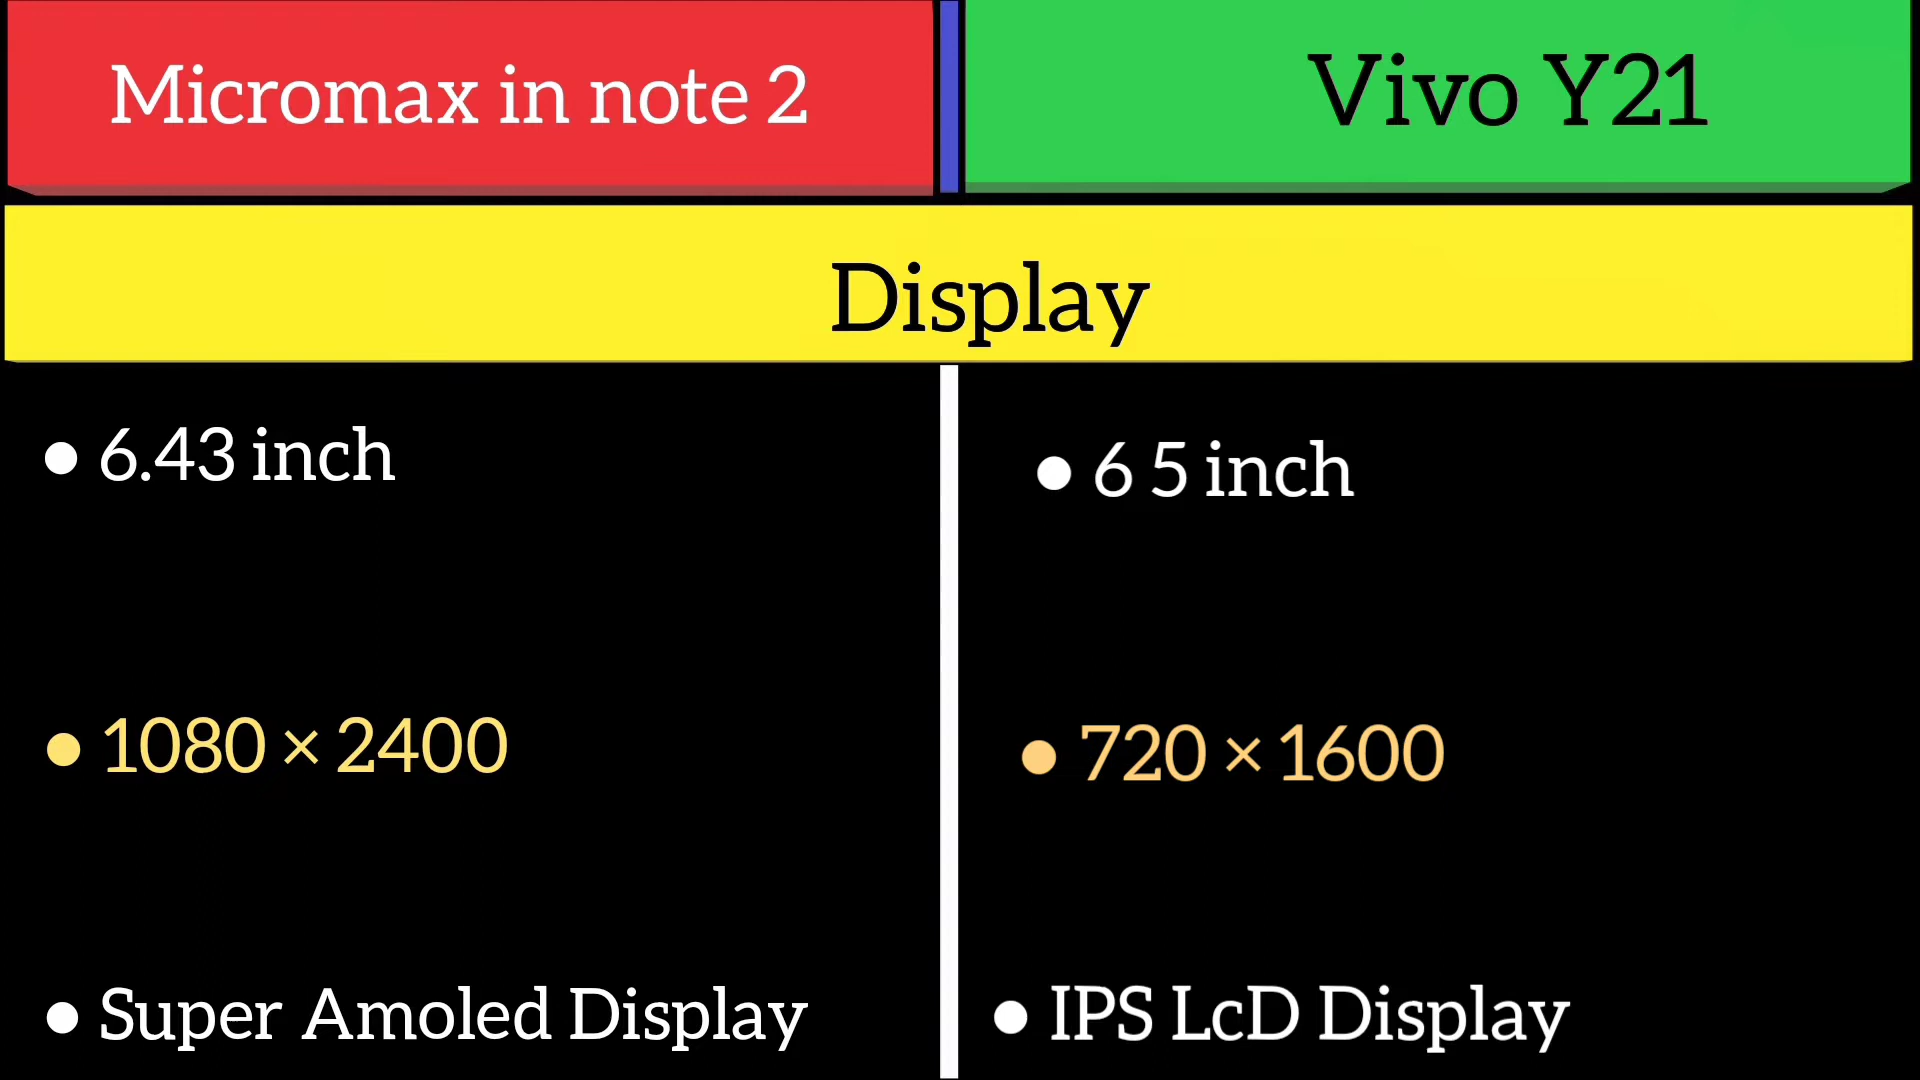 Micromax in note 2
Vivo Y21
Display
● 6.43 inch
● 6 5 inch
● 1080 × 2400
● 720 × 1600
● Super Amoled Display
● IPS LcD Display